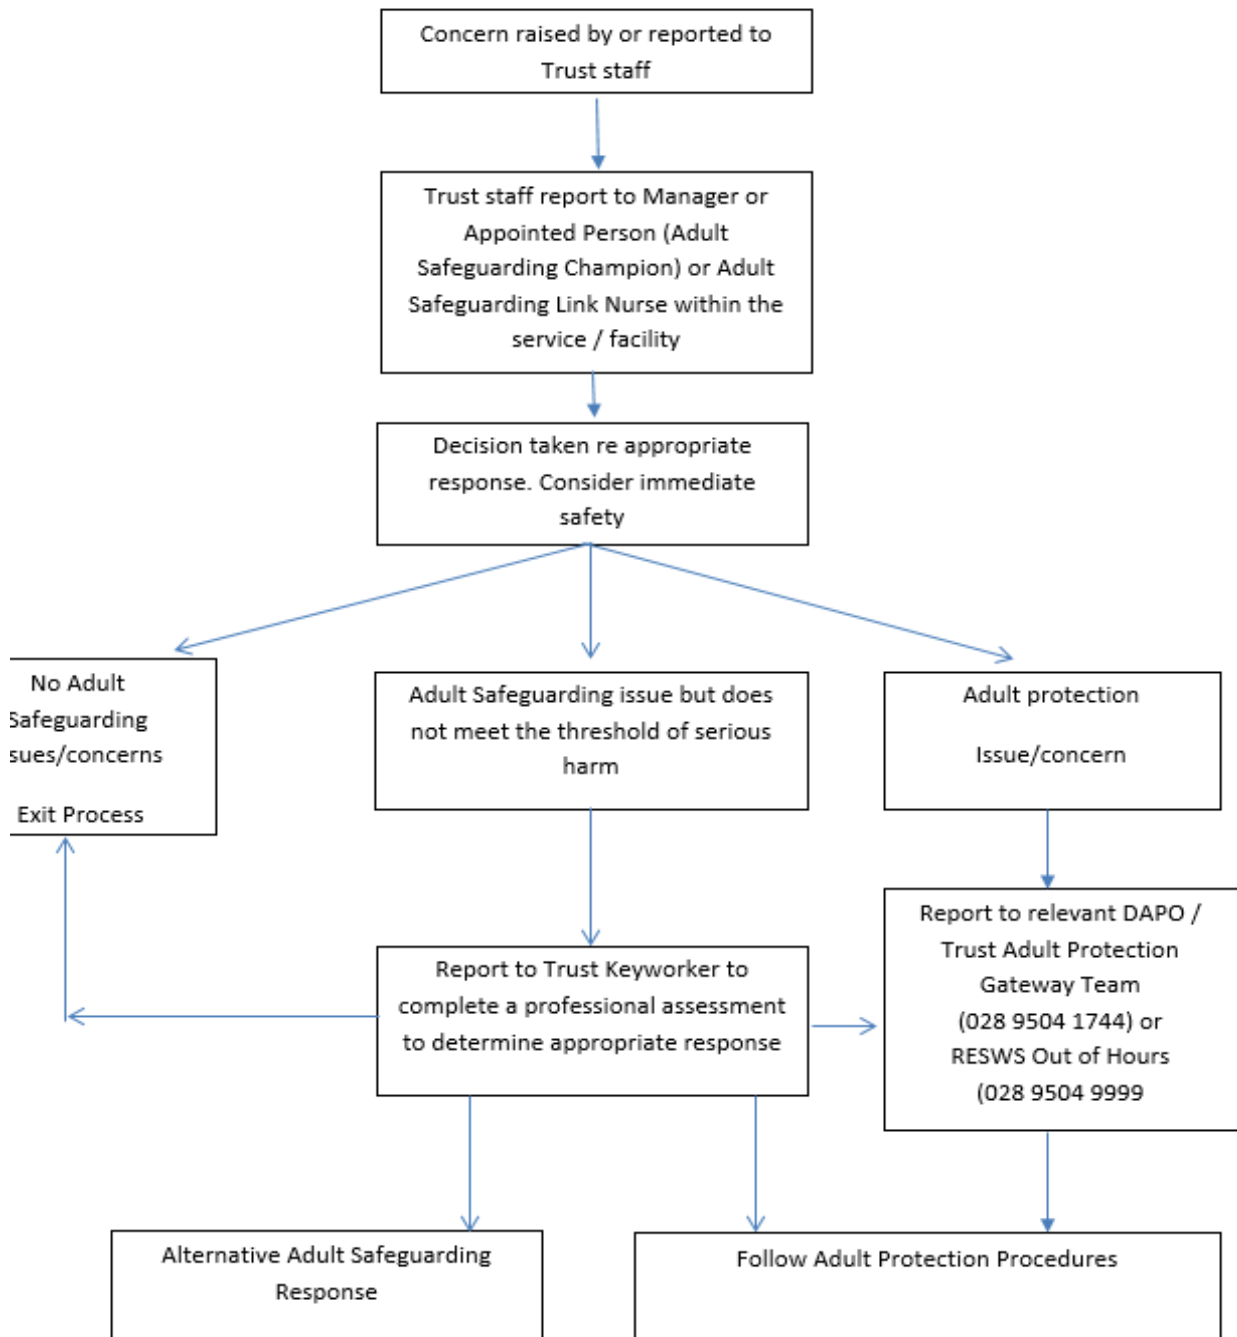 Concern raised by or reported to
Trust staff
Trust staff report to Manager or
Appointed Person (Adult
Safeguarding Champion) or Adult
Safeguarding Link Nurse within the
service / facility
Decision taken re appropriate
response. Consider immediate
safety
No Adult
Safeguarding
sues/concerns
Exit Process
Adult Safeguarding issue but does
not meet the threshold of serious
harm
Adult protection
Issue/concern
Report to Trust Keyworker to
complete a professional assessment
to determine appropriate response
Report to relevant DAPO /
Trust Adult Protection
Gateway Team
(028 9504 1744) or
RESWS Out of Hours
(028 9504 9999
Alternative Adult Safeguarding
Response
Follow Adult Protection Procedures